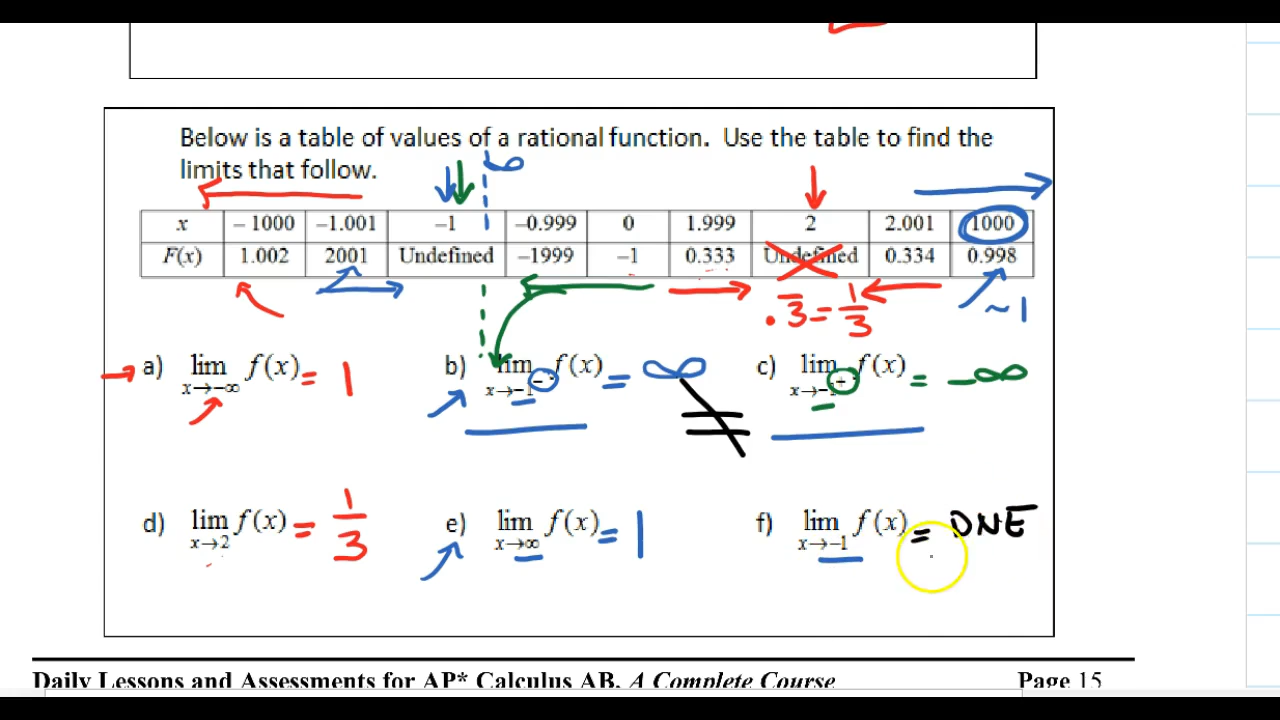 Below is a table of values of a rational function. Use the table to find the
limits that follow.
x – 1000 –1.001 –1 –0.999 0 1.999 2 2.001 1000
F(x) 1.002 2001 Undefined –1999 –1 0.333 Undefined 0.334 0.998
.3̅ = 1/3
~1
a) lim x→–∞ f(x) = 1
b) lim x→–1⁻ f(x) = ∞
≠
c) lim x→–1⁺ f(x) = –∞
d) lim x→2 f(x) = 1/3
e) lim x→∞ f(x) = 1
f) lim x→–1 f(x) = DNE
Daily Lessons and Assessments for AP* Calculus AB, A Complete Course Page 15